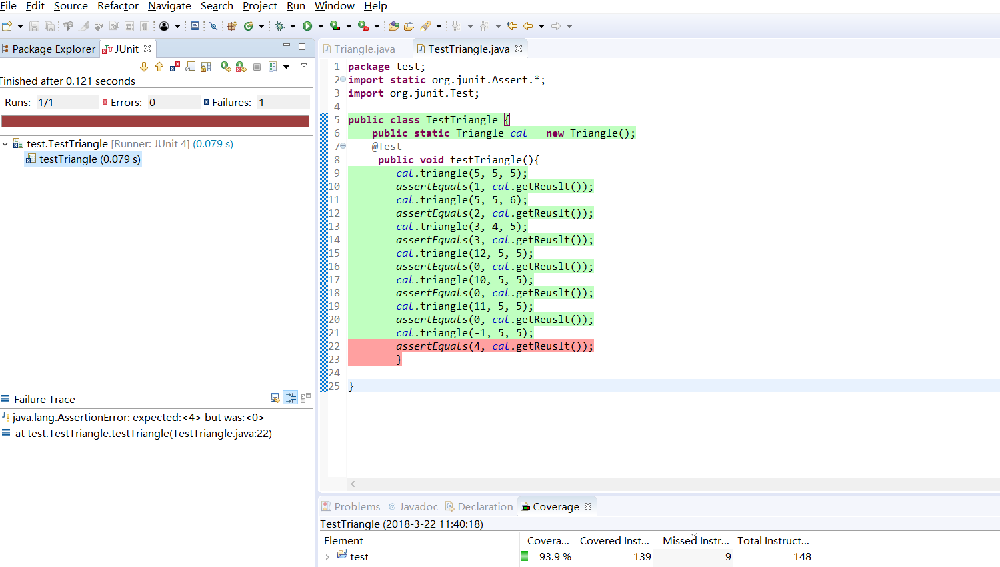 File Edit Source Refactor Navigate Search Project Run Window Help
Package Explorer JUnit
Finished after 0.121 seconds
Runs: 1/1 Errors: 0 Failures: 1
test.TestTriangle [Runner: JUnit 4] (0.079 s)
testTriangle (0.079 s)
Failure Trace
java.lang.AssertionError: expected:<4> but was:<0>
at test.TestTriangle.testTriangle(TestTriangle.java:22)
Triangle.java TestTriangle.java
1 package test;
2 import static org.junit.Assert.*;
3 import org.junit.Test;
4
5 public class TestTriangle {
6 public static Triangle cal = new Triangle();
7 @Test
8 public void testTriangle(){
9 cal.triangle(5, 5, 5);
10 assertEquals(1, cal.getReuslt());
11 cal.triangle(5, 5, 6);
12 assertEquals(2, cal.getReuslt());
13 cal.triangle(3, 4, 5);
14 assertEquals(3, cal.getReuslt());
15 cal.triangle(12, 5, 5);
16 assertEquals(0, cal.getReuslt());
17 cal.triangle(10, 5, 5);
18 assertEquals(0, cal.getReuslt());
19 cal.triangle(11, 5, 5);
20 assertEquals(0, cal.getReuslt());
21 cal.triangle(-1, 5, 5);
22 assertEquals(4, cal.getReuslt());
23 }
24
25 }
Problems @ Javadoc Declaration Coverage
TestTriangle (2018-3-22 11:40:18)
Element Covera... Covered Inst... Missed Instr... Total Instruct...
test 93.9 % 139 9 148